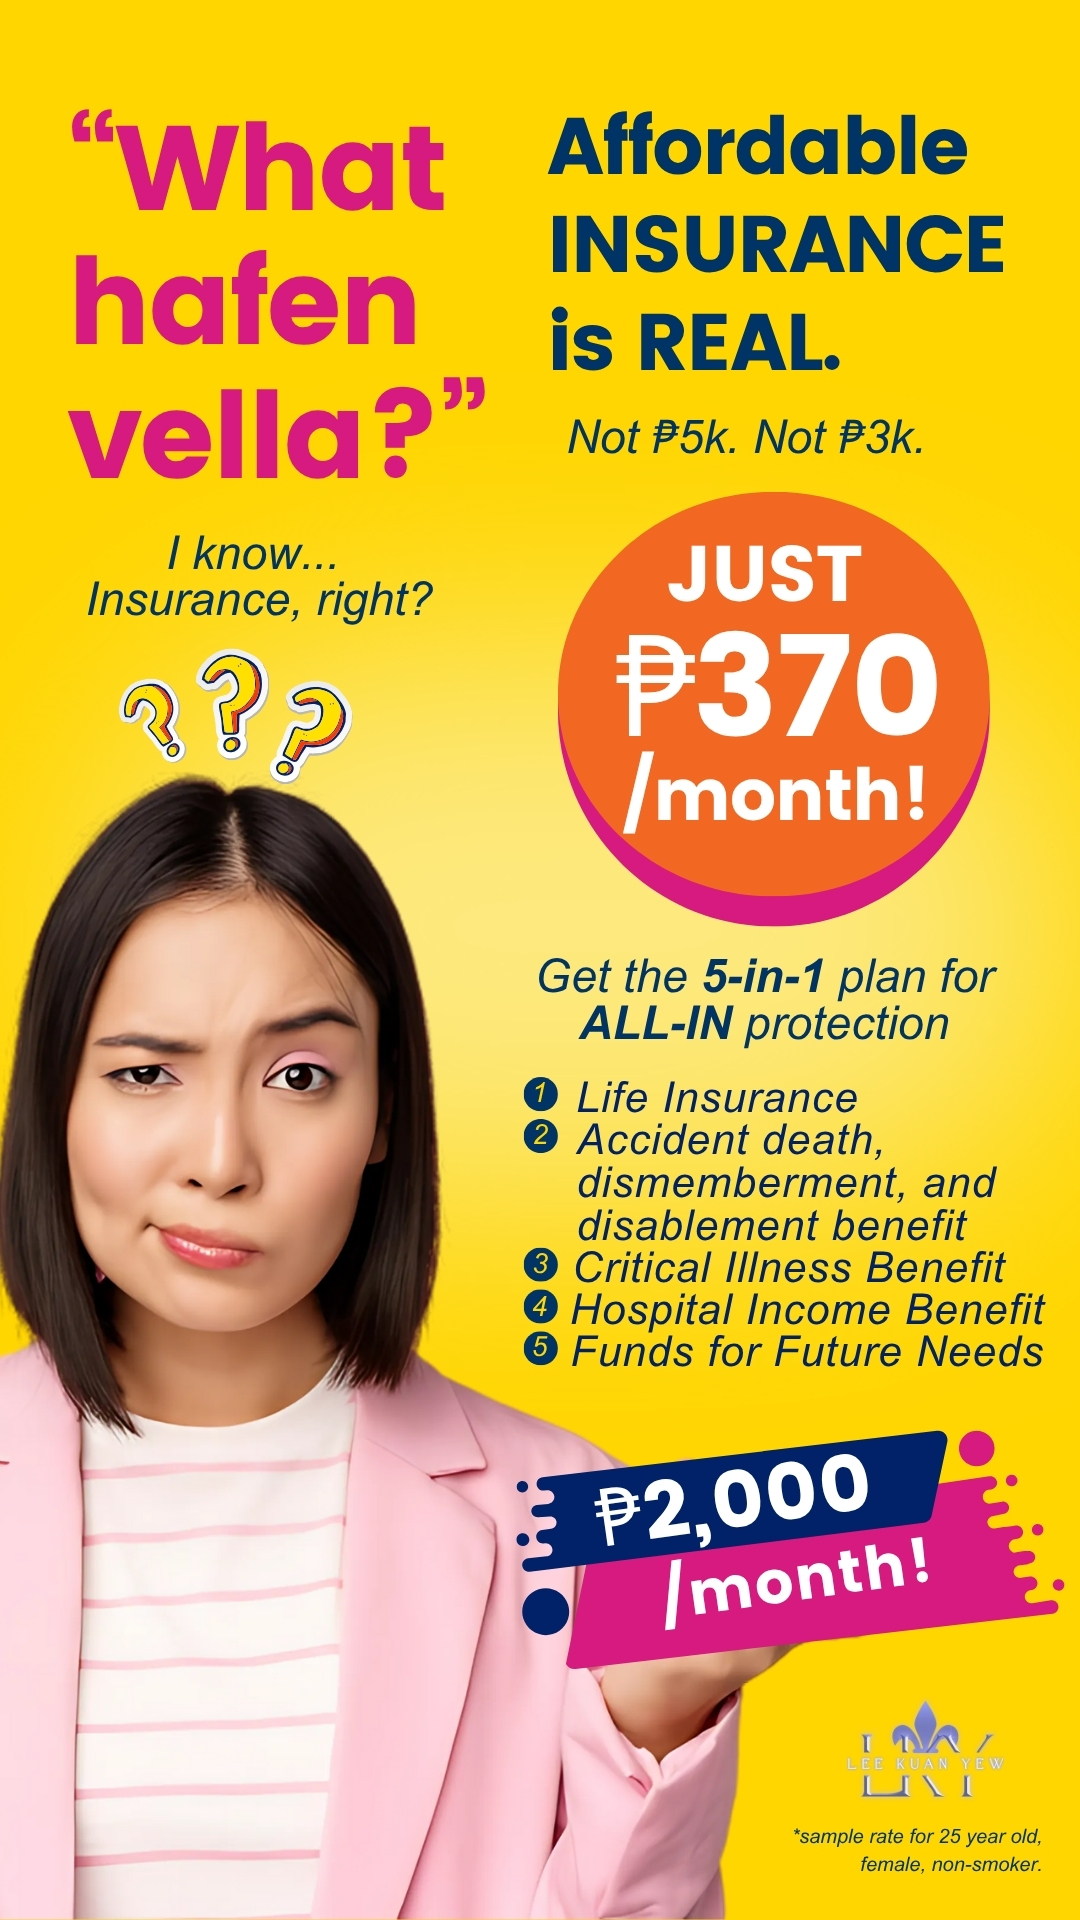 “What
hafen
vella?”
I know...
Insurance, right?
Affordable
INSURANCE
is REAL.
Not ₱5k. Not ₱3k.
JUST
₱370
/month!
Get the 5-in-1 plan for
ALL-IN protection
1 Life Insurance
2 Accident death,
dismemberment, and
disablement benefit
3 Critical Illness Benefit
4 Hospital Income Benefit
5 Funds for Future Needs
₱2,000
/month!
LKY
LEE KUAN YEW
*sample rate for 25 year old,
female, non-smoker.